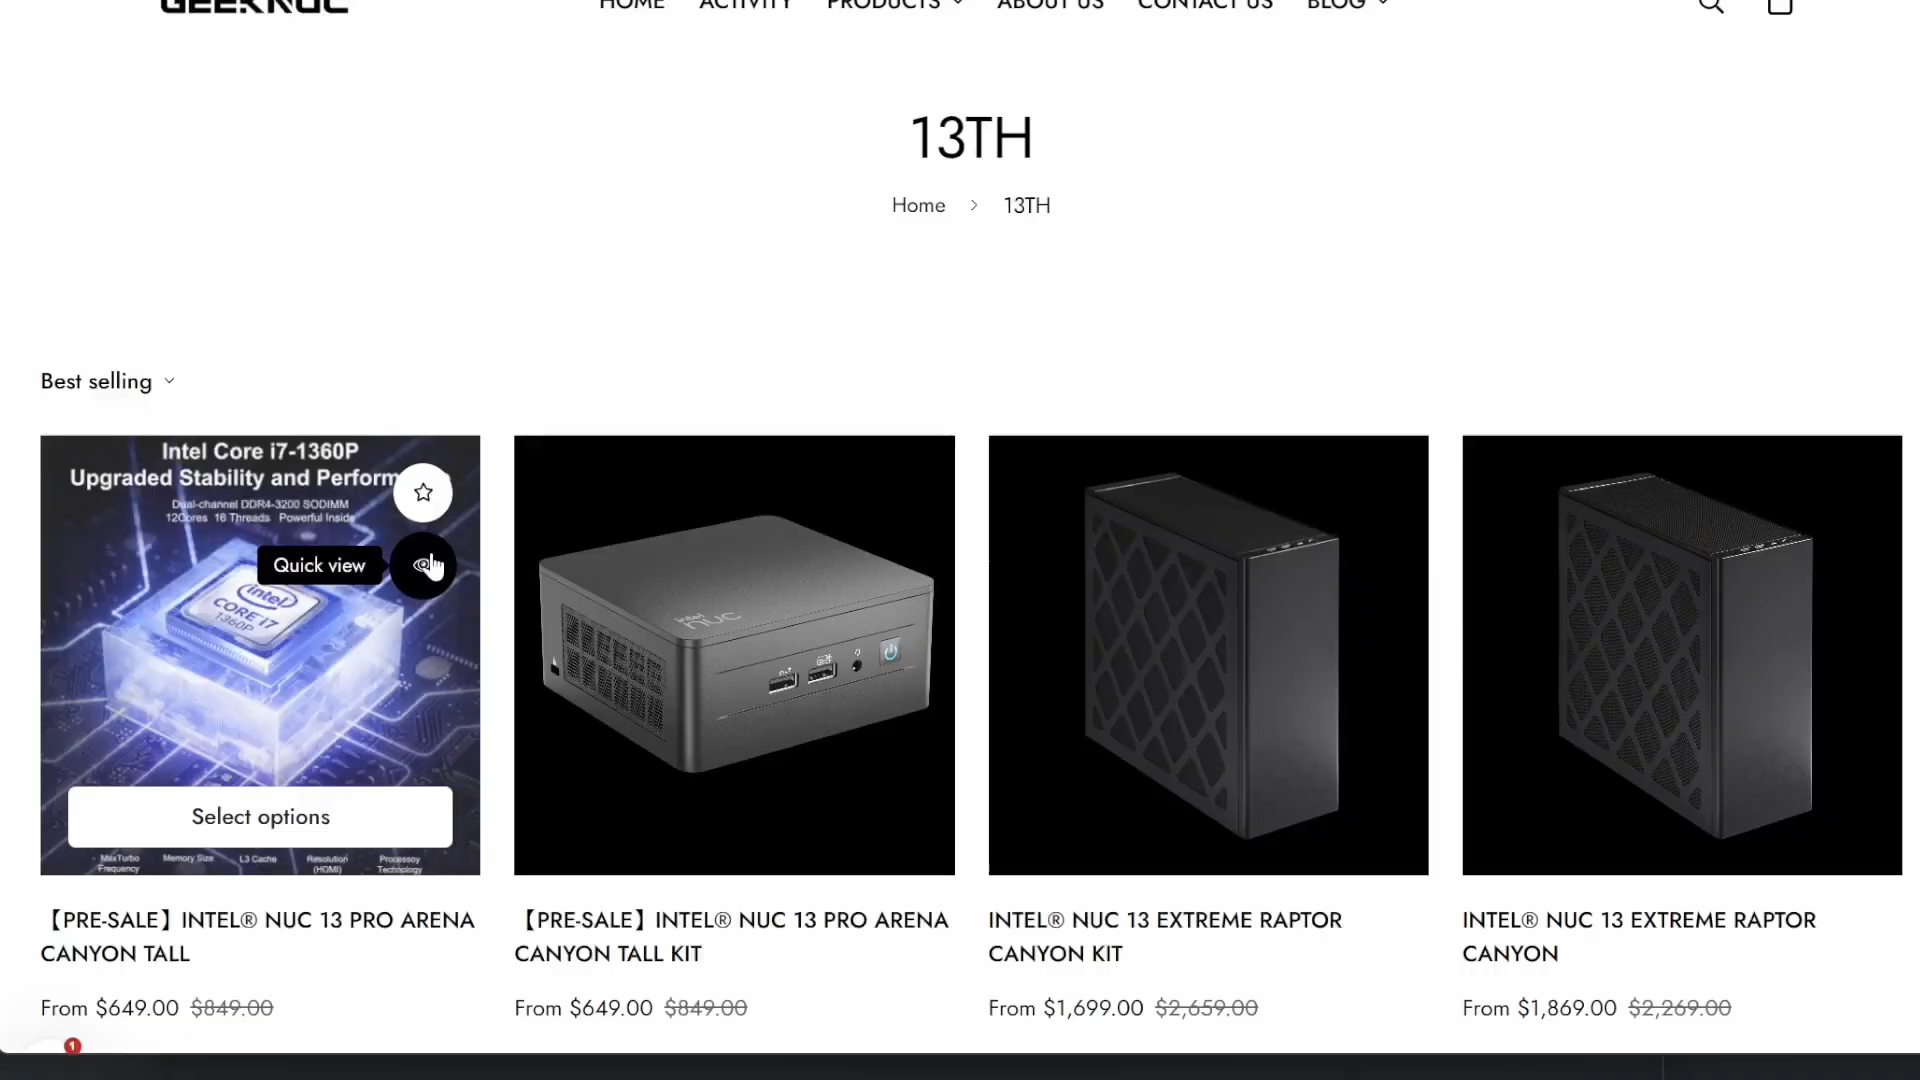 GEEKNUC
HOME ACTIVITY PRODUCTS ABOUT US CONTACT US BLOG
13TH
Home > 13TH
Best selling
Intel Core i7-1360P
Upgraded Stability and Perform
Dual-channel DDR4-3200 SODIMM
12Cores 16 Threads Powerful Inside
Quick view
intel
CORE i7
1360P
Select options
MaxTurbo Frequency
Memory Size
L3 Cache
Resolution (HDMI)
Processoy Technology
intel
nuc
【PRE-SALE】INTEL® NUC 13 PRO ARENA
CANYON TALL
From $649.00 $849.00
【PRE-SALE】INTEL® NUC 13 PRO ARENA
CANYON TALL KIT
From $649.00 $849.00
INTEL® NUC 13 EXTREME RAPTOR
CANYON KIT
From $1,699.00 $2,659.00
INTEL® NUC 13 EXTREME RAPTOR
CANYON
From $1,869.00 $2,269.00
1